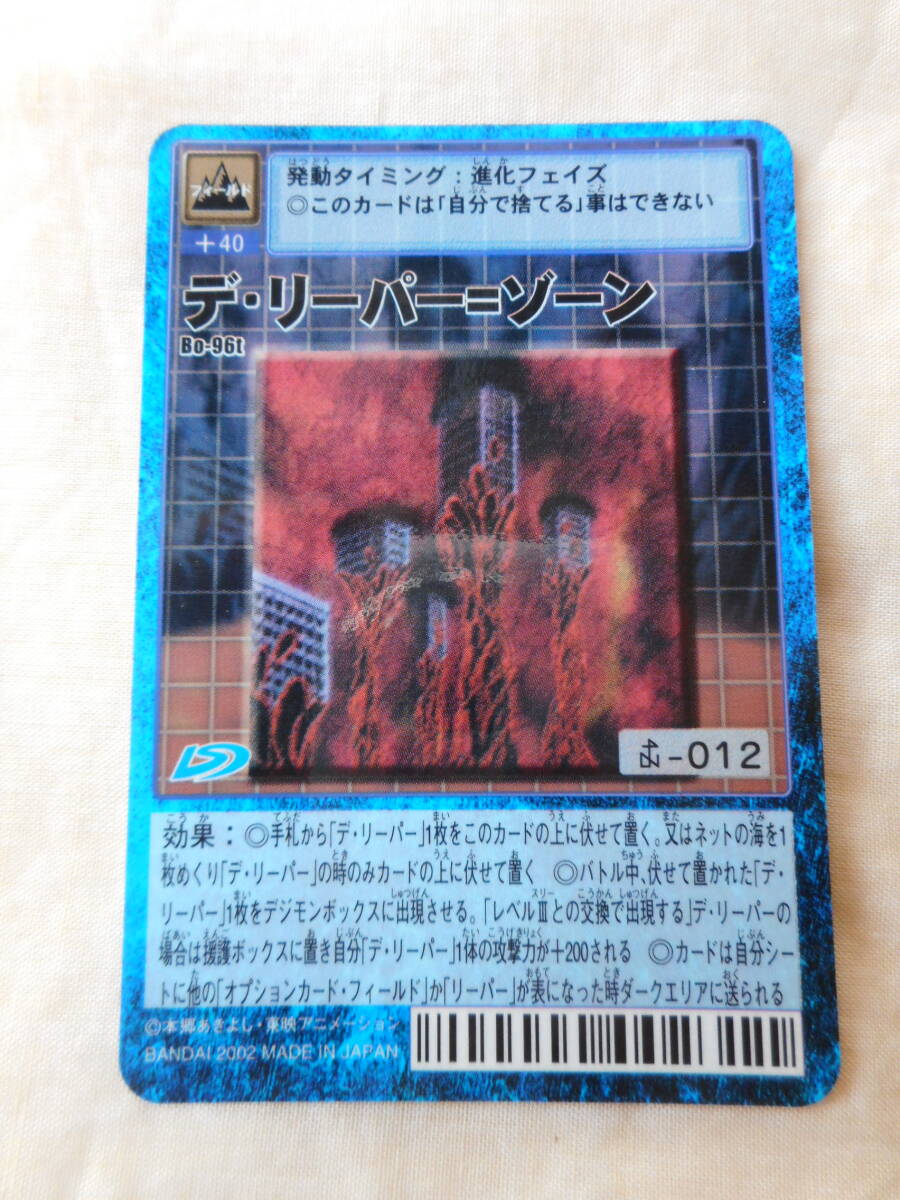 発動タイミング：進化フェイズ
◎このカードは「自分で捨てる」事はできない
フィールド
＋40
デ・リーパー=ゾーン
Bo-96t
-012
効果：◎手札から「デ・リーパー」1枚をこのカードの上に伏せて置く。又はネットの海を1
枚めくり「デ・リーパー」の時のみカードの上に伏せて置く　◎バトル中、伏せて置かれた「デ・
リーパー」1枚をデジモンボックスに出現させる。「レベルⅢとの交換で出現する」デ・リーパーの
場合は援護ボックスに置き自分「デ・リーパー」1体の攻撃力が＋200される　◎カードは自分シー
トに他の「オプションカード・フィールド」か「リーパー」が表になった時ダークエリアに送られる
©本郷あきよし・東映アニメーション
BANDAI 2002 MADE IN JAPAN